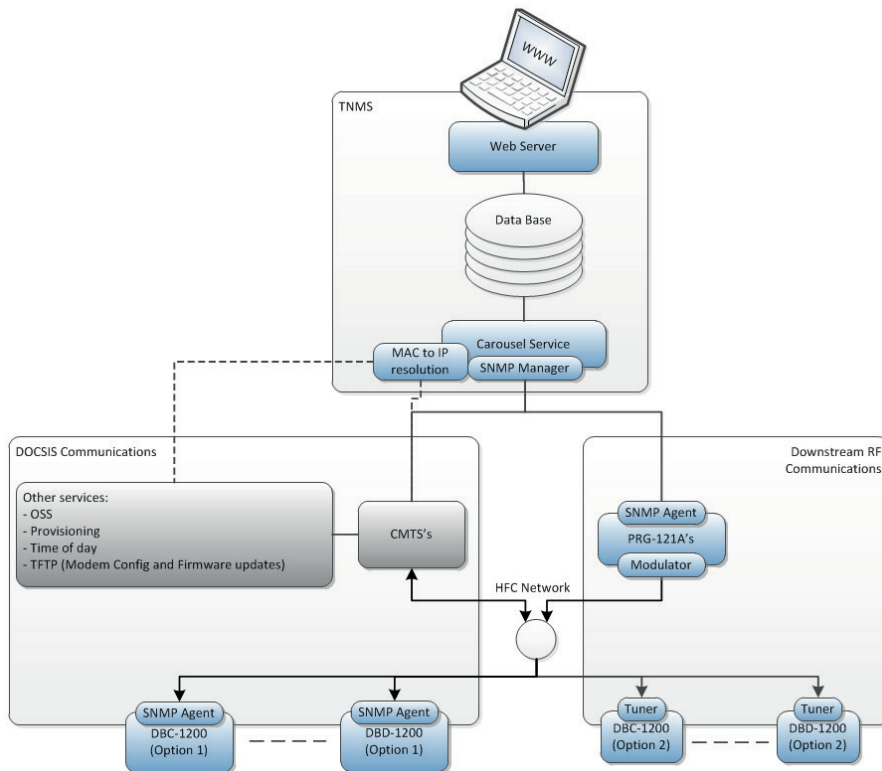 WWW
TNMS
Web Server
Data Base
Carousel Service
MAC to IP
resolution
SNMP Manager
DOCSIS Communications
Downstream RF
Communications
Other services:
- OSS
- Provisioning
- Time of day
- TFTP (Modem Config and Firmware updates)
CMTS's
SNMP Agent
PRG-121A's
Modulator
HFC Network
SNMP Agent
DBC-1200
(Option 1)
SNMP Agent
DBD-1200
(Option 1)
Tuner
DBC-1200
(Option 2)
Tuner
DBD-1200
(Option 2)